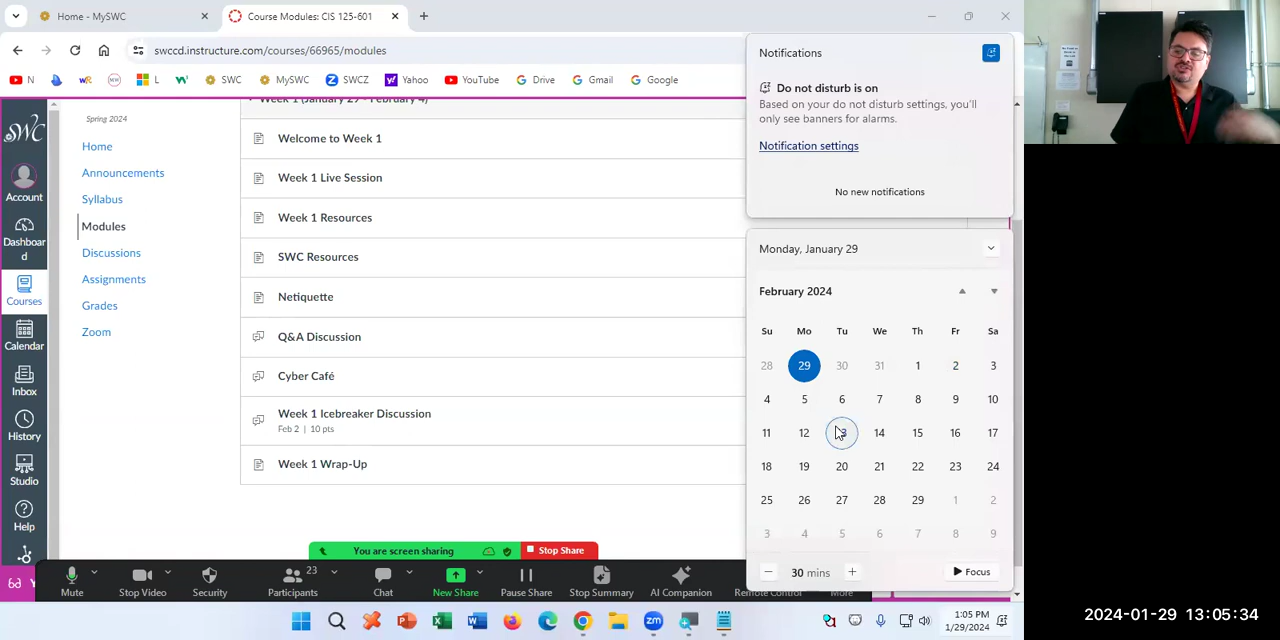 Home - MySWC
Course Modules: CIS 125-601
swccd.instructure.com/courses/66965/modules
N
L
SWC
MySWC
SWCZ
Yahoo
YouTube
Drive
Gmail
Google
SWC
Account
Dashboar
d
Courses
Calendar
Inbox
History
Studio
Help
Spring 2024
Home
Announcements
Syllabus
Modules
Discussions
Assignments
Grades
Zoom
Week 1 (January 29 - February 4)
Welcome to Week 1
Week 1 Live Session
Week 1 Resources
SWC Resources
Netiquette
Q&A Discussion
Cyber Café
Week 1 Icebreaker Discussion
Feb 2 | 10 pts
Week 1 Wrap-Up
Notifications
Do not disturb is on
Based on your do not disturb settings, you'll
only see banners for alarms.
Notification settings
No new notifications
Monday, January 29
February 2024
Su Mo Tu We Th Fr Sa
28 29 30 31 1 2 3
4 5 6 7 8 9 10
11 12 13 14 15 16 17
18 19 20 21 22 23 24
25 26 27 28 29 1 2
3 4 5 6 7 8 9
30 mins
Focus
You are screen sharing
Stop Share
Mute
Stop Video
Security
Participants
23
Chat
New Share
Pause Share
Stop Summary
AI Companion
Remote Control
More
1:05 PM
1/29/2024
2024-01-29 13:05:34